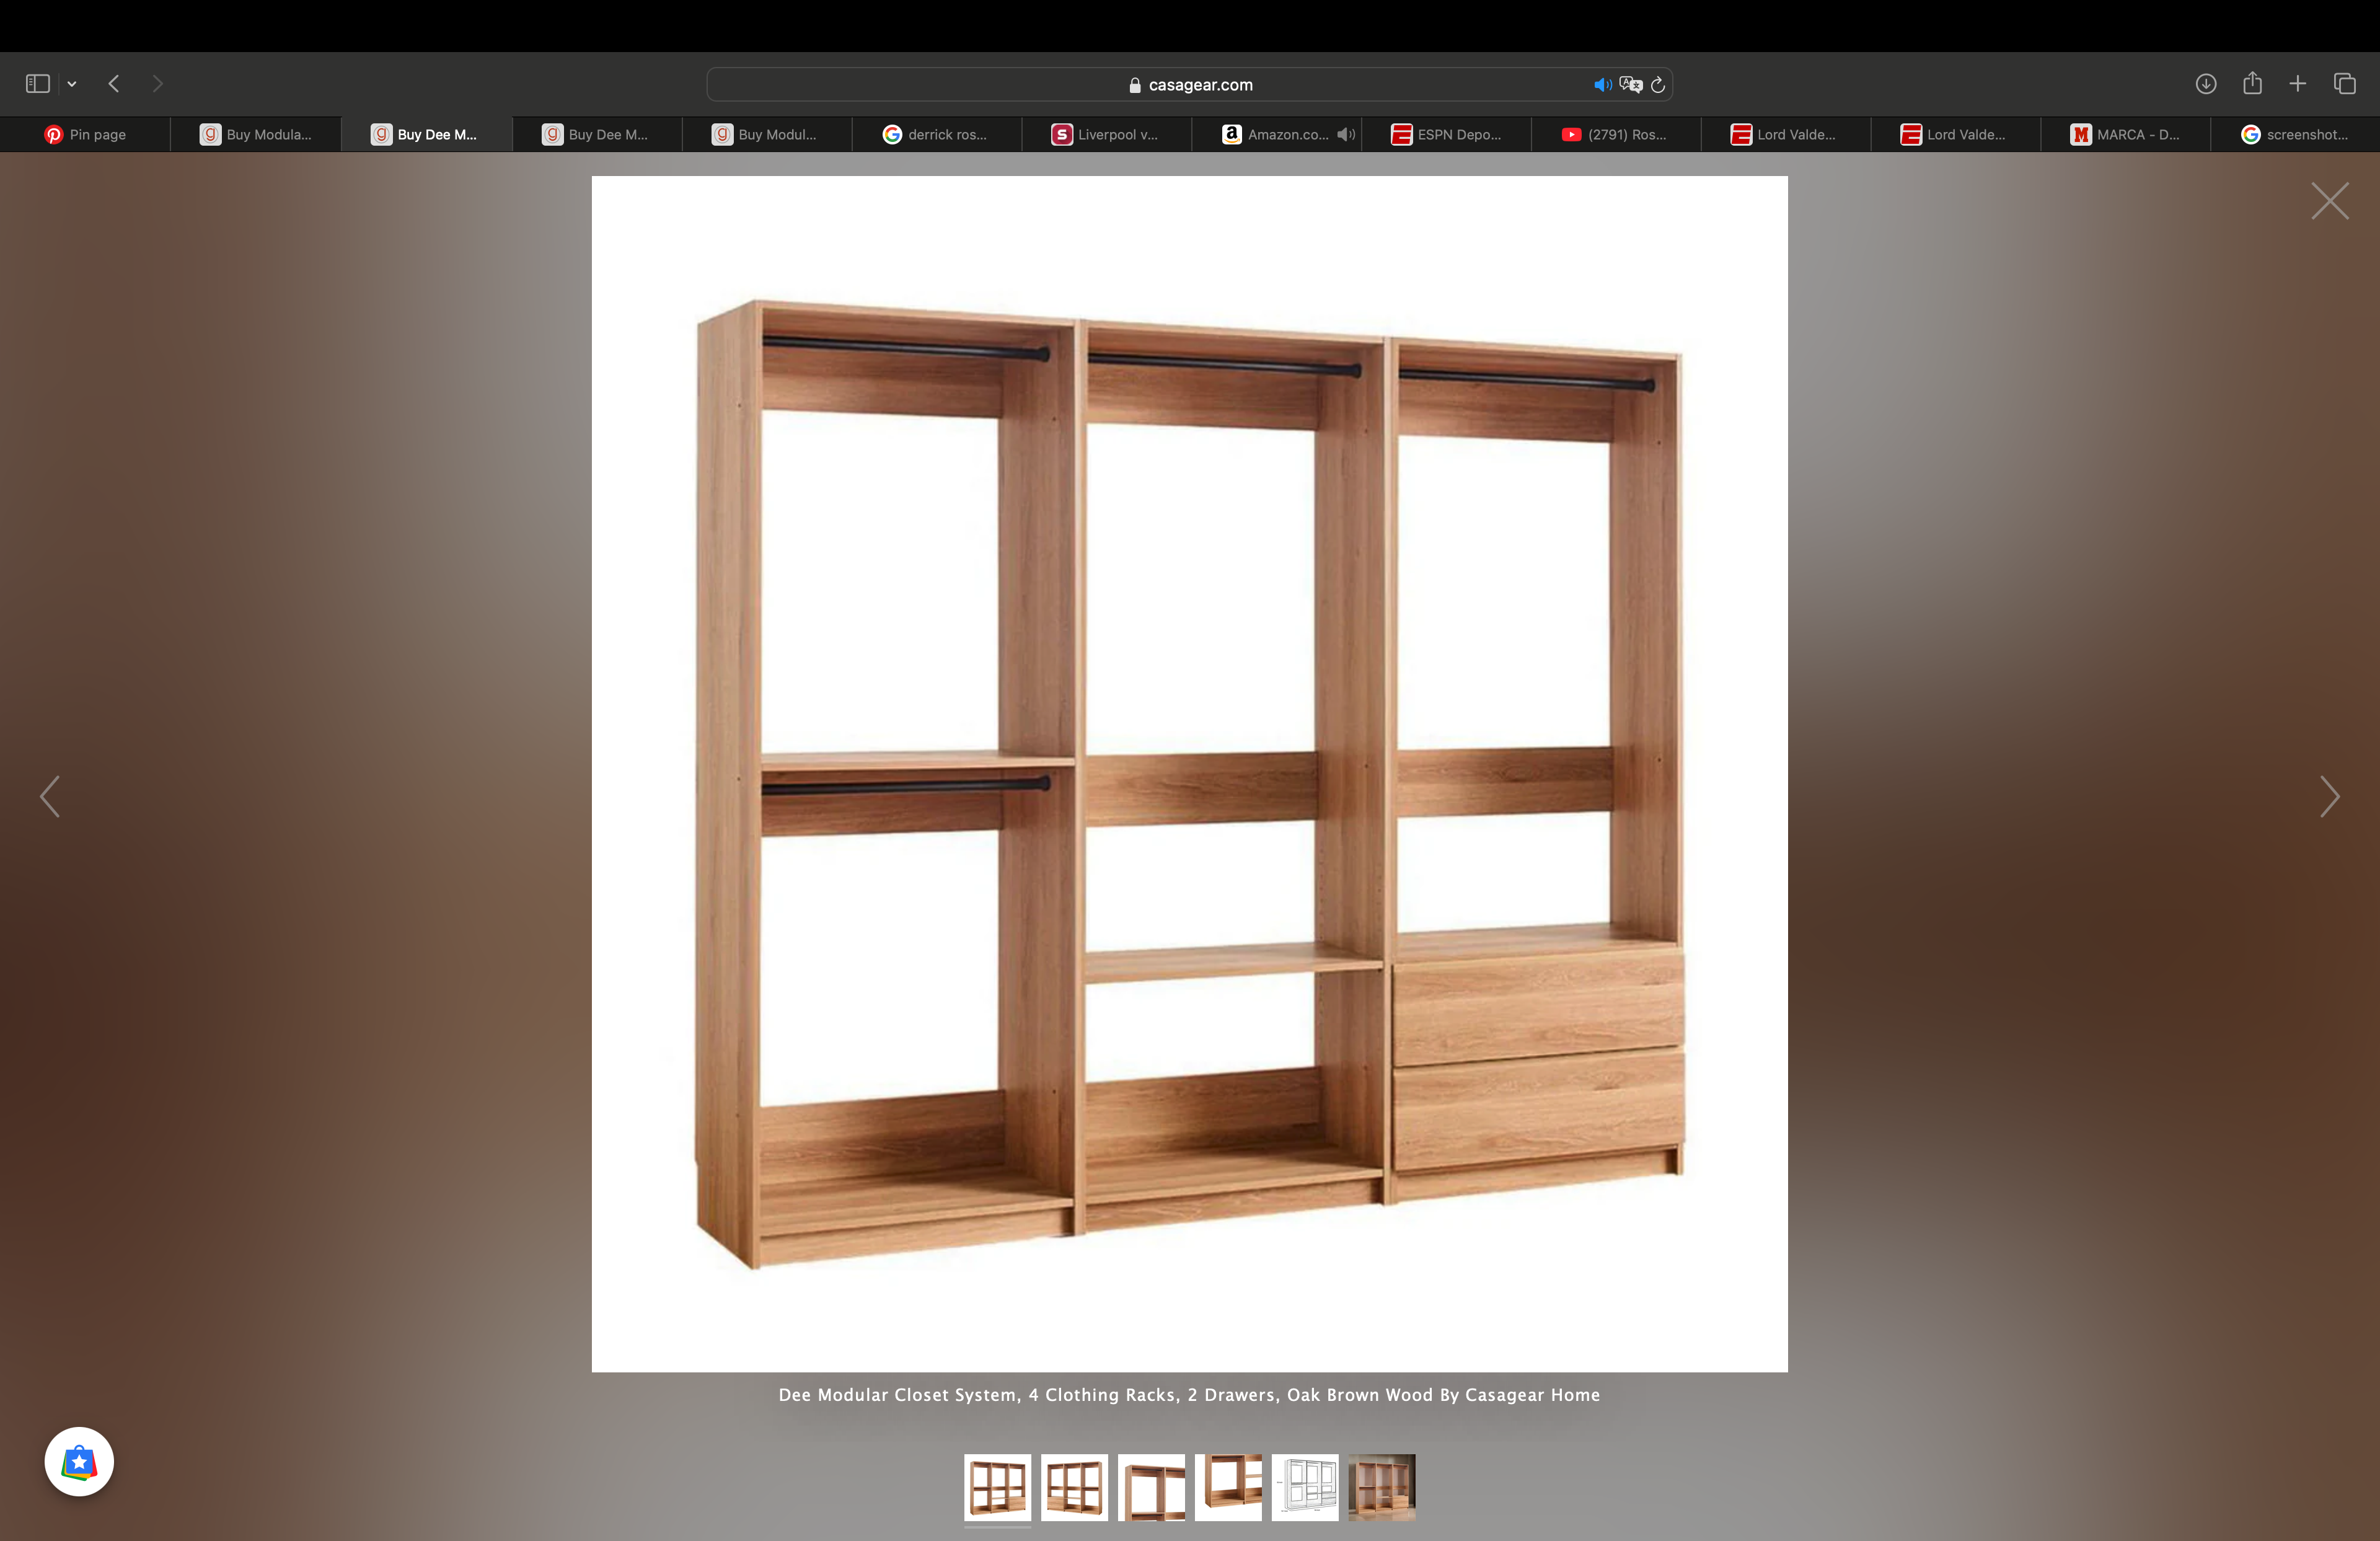 casagear.com
Pin page
Buy Modula...
Buy Dee M...
Buy Dee M...
Buy Modul...
derrick ros...
Liverpool v...
Amazon.co...
ESPN Depo...
(2791) Ros...
Lord Valde...
Lord Valde...
MARCA - D...
screenshot...
Dee Modular Closet System, 4 Clothing Racks, 2 Drawers, Oak Brown Wood By Casagear Home